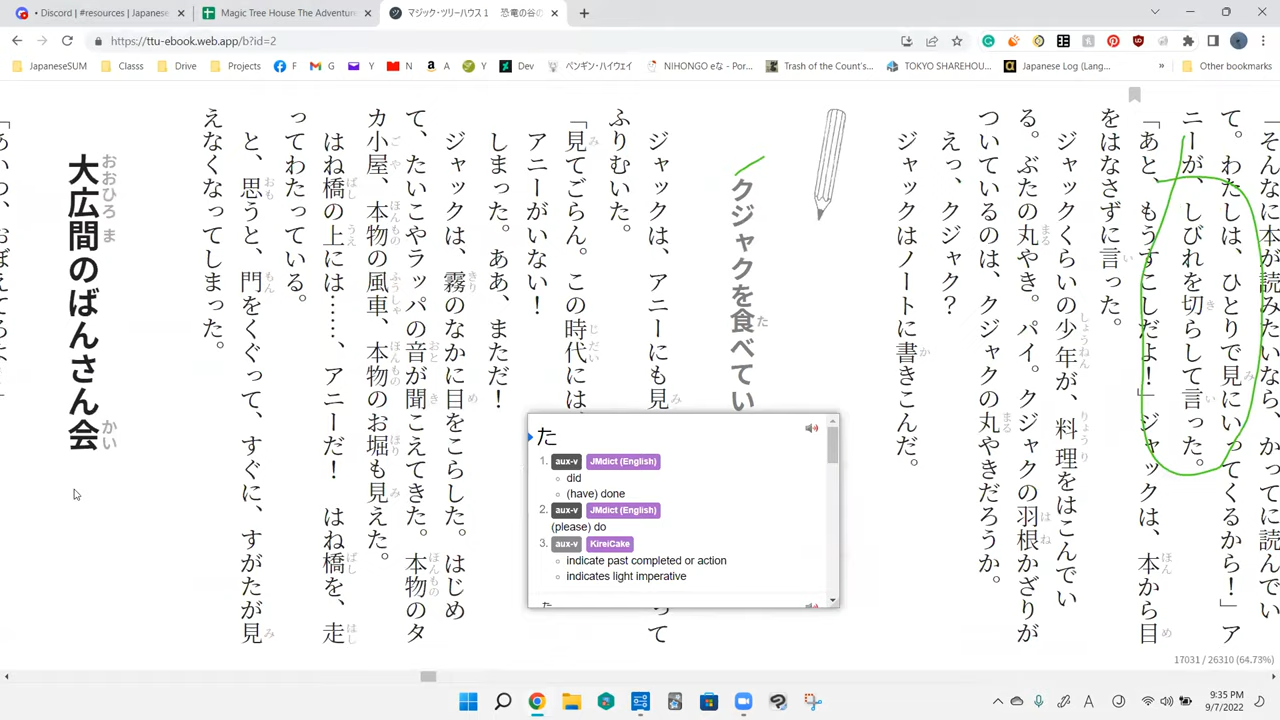 • Discord | #resources | Japanese
Magic Tree House The Adventur
マジック・ツリーハウス 1　恐竜の谷の
https://ttu-ebook.web.app/b?id=2
JapaneseSUM
Classs
Drive
Projects
F
G
Y
N
A
Y
Dev
ペンギン・ハイウェイ
NIHONGO eな - Por...
Trash of the Count's...
TOKYO SHAREHOU...
Japanese Log (Lang...
»
Other bookmarks
「そんなに本が読みたいなら、かってに読んでい
て。わたしは、ひとりで見にいってくるから！」ア
ニーが、しびれを切らして言った。
「あと、もうすこしだよ！」ジャックは、本から目
をはなさずに言った。
ジャックくらいの少年が、料理をはこんでい
る。ぶたの丸やき。パイ。クジャクの羽根かざりが
ついているのは、クジャクの丸やきだろうか。
えっ、クジャク？
ジャックはノートに書きこんだ。
クジャクを食べてい
ジャックは、アニーにも見
って
ふりむいた。
「見てごらん。この時代には、
アニーがいない！
しまった。ああ、まただ！
ジャックは、霧のなかに目をこらした。はじめ
て、たいこやラッパの音が聞こえてきた。本物のタ
カ小屋、本物の風車、本物のお堀も見えた。
はね橋の上には……、アニーだ！　はね橋を、走
ってわたっている。
と、思うと、門をくぐって、すぐに、すがたが見
えなくなってしまった。
大広間のばんさん会
た
1. aux-v JMdict (English)
did
(have) done
2. aux-v JMdict (English)
(please) do
3. aux-v KireiCake
indicate past completed or action
indicates light imperative
17031 / 26310 (64.73%)
A
9:35 PM
9/7/2022